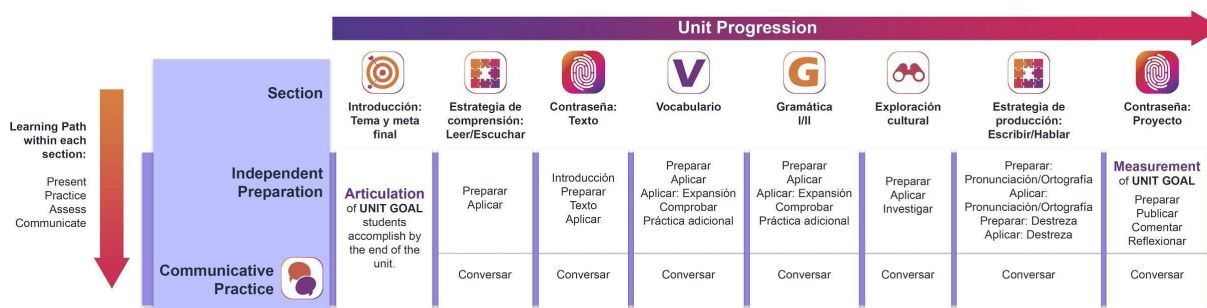 Unit Progression
Learning Path
within each
section:
Present
Practice
Assess
Communicate
Section
Introducción:
Tema y meta
final
Estrategia de
comprensión:
Leer/Escuchar
Contraseña:
Texto
V
Vocabulario
G
Gramática
I/II
Exploración
cultural
Estrategia de
producción:
Escribir/Hablar
Contraseña:
Proyecto
Independent
Preparation
Articulation
of UNIT GOAL
students
accomplish by
the end of the
unit.
Preparar
Aplicar
Introducción
Preparar
Texto
Aplicar
Preparar
Aplicar
Aplicar: Expansión
Comprobar
Práctica adicional
Preparar
Aplicar
Aplicar: Expansión
Comprobar
Práctica adicional
Preparar
Aplicar
Investigar
Preparar:
Pronunciación/Ortografía
Aplicar:
Pronunciación/Ortografía
Preparar: Destreza
Aplicar: Destreza
Measurement
of UNIT GOAL
Preparar
Publicar
Comentar
Reflexionar
Communicative
Practice
Conversar
Conversar
Conversar
Conversar
Conversar
Conversar
Conversar